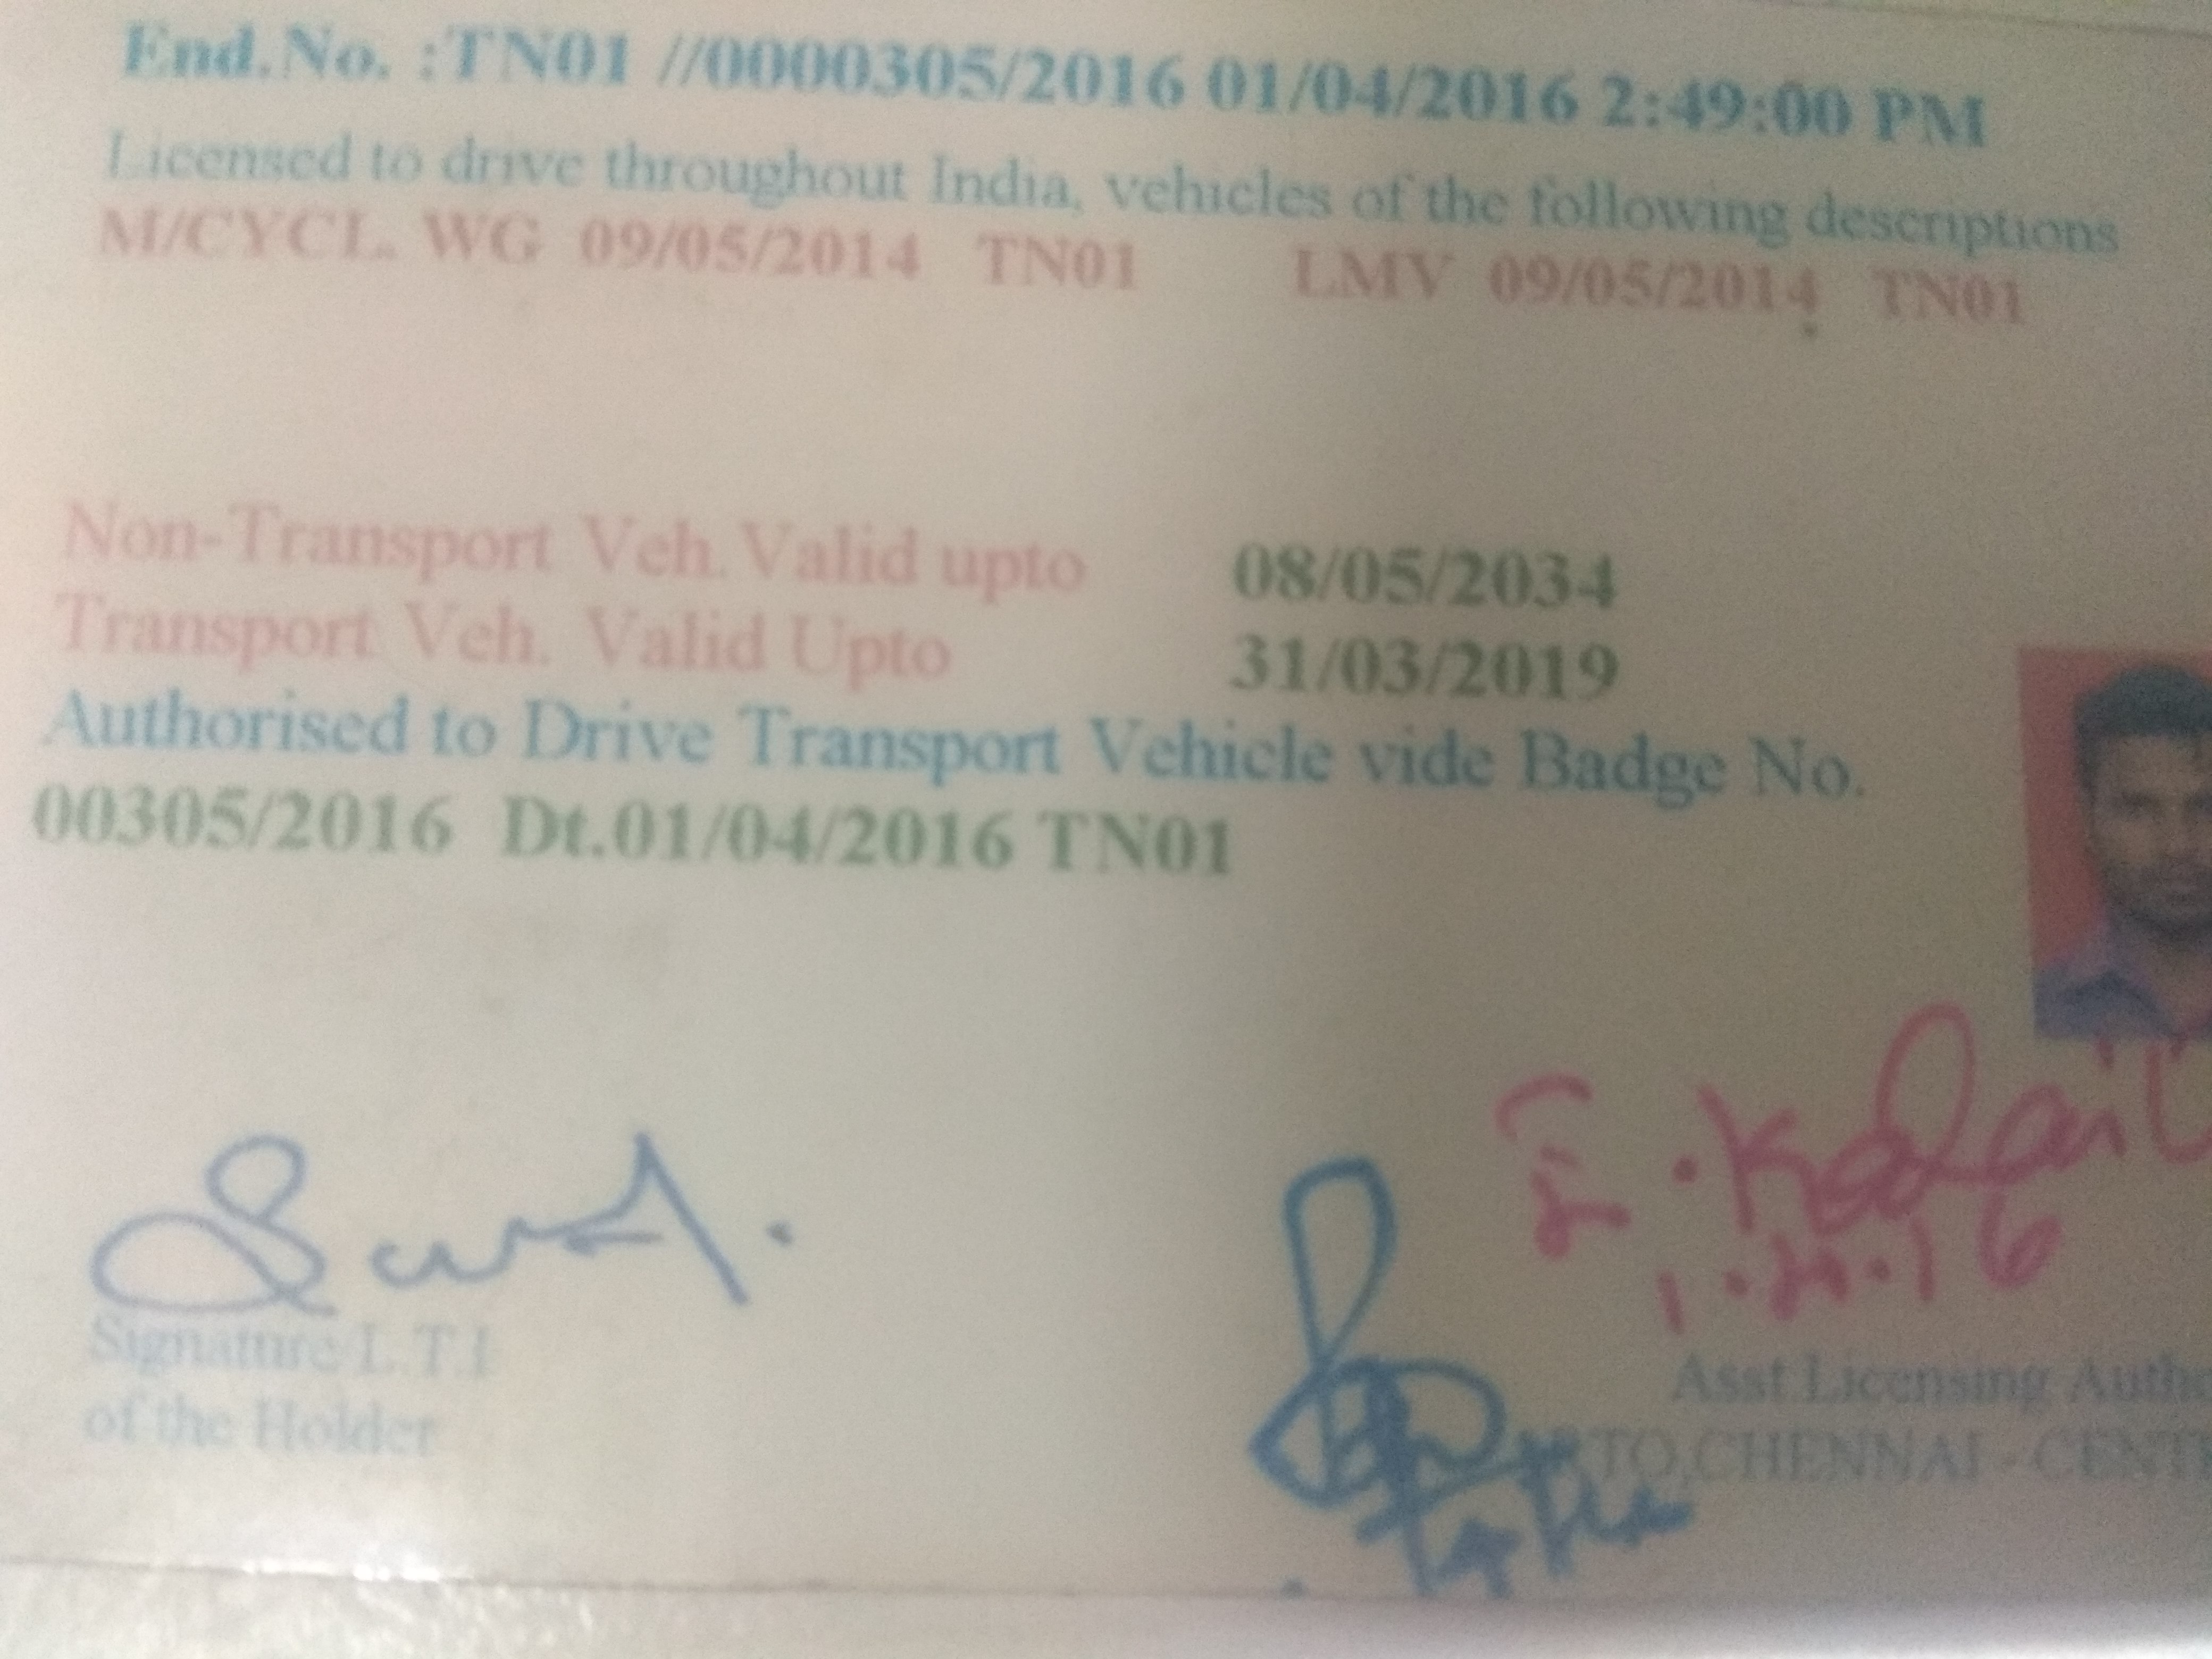 End.No. :TN01 //0000305/2016 01/04/2016 2:49:00 PM
Licensed to drive throughout India, vehicles of the following descriptions
M/CYCL. WG 09/05/2014 TN01 LMV 09/05/2014 TN01
Non-Transport Veh.Valid upto 08/05/2034
Transport Veh. Valid Upto 31/03/2019
Authorised to Drive Transport Vehicle vide Badge No.
00305/2016 Dt.01/04/2016 TN01
1.4.16
Signature/L.T.I
of the Holder
Asst.Licensing Autho
RTO,CHENNAI - CENT